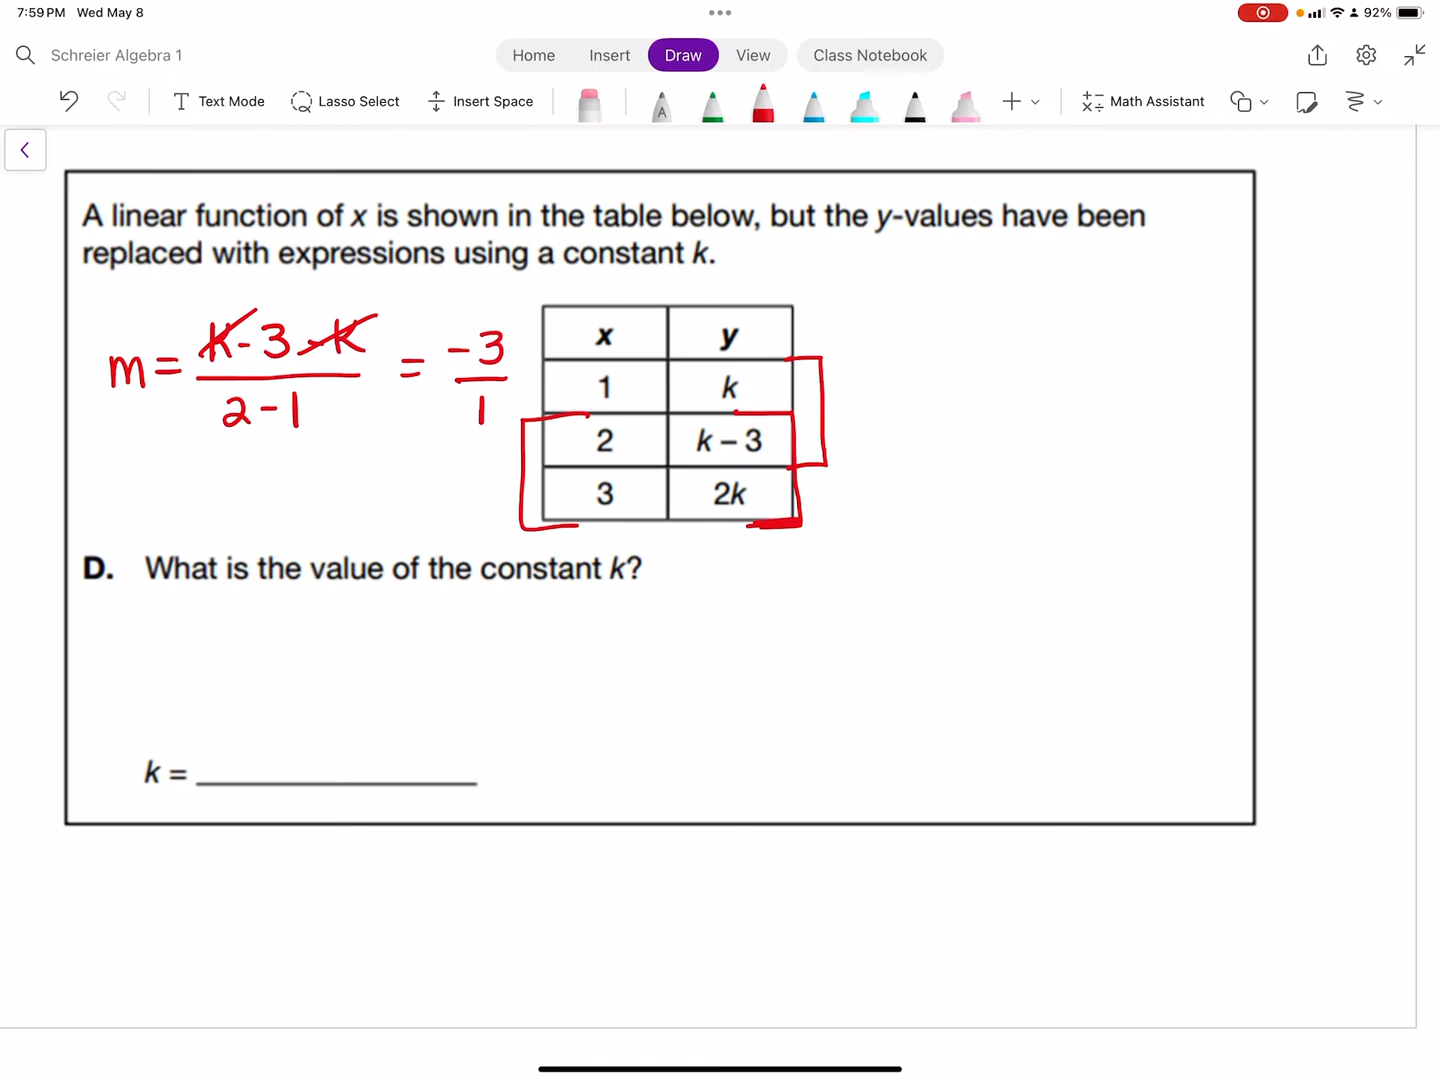 7:59 PM Wed May 8
92%
Schreier Algebra 1
Home Insert Draw View Class Notebook
Text Mode Lasso Select Insert Space A Math Assistant
A linear function of x is shown in the table below, but the y-values have been
replaced with expressions using a constant k.
m = k - 3 - k / 2 - 1 = -3 / 1
x y
1 k
2 k – 3
3 2k
D. What is the value of the constant k?
k = ____________